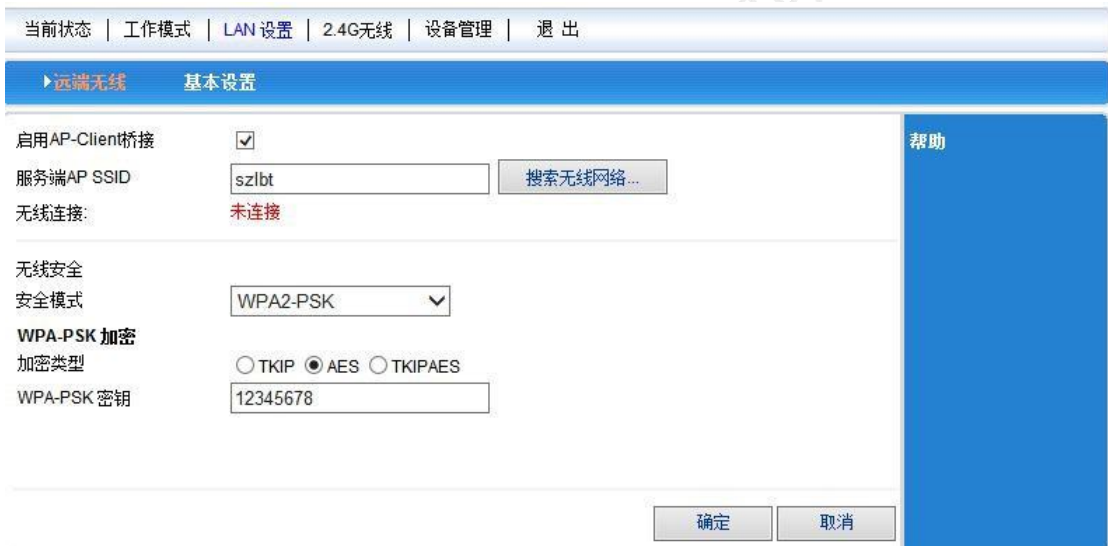 当前状态 | 工作模式 | LAN 设置 | 2.4G无线 | 设备管理 | 退 出
远端无线 基本设置
启用AP-Client桥接
帮助
服务端AP SSID szlbt 搜索无线网络...
无线连接: 未连接
无线安全
安全模式 WPA2-PSK
WPA-PSK 加密
加密类型 TKIP AES TKIPAES
WPA-PSK 密钥 12345678
确定 取消